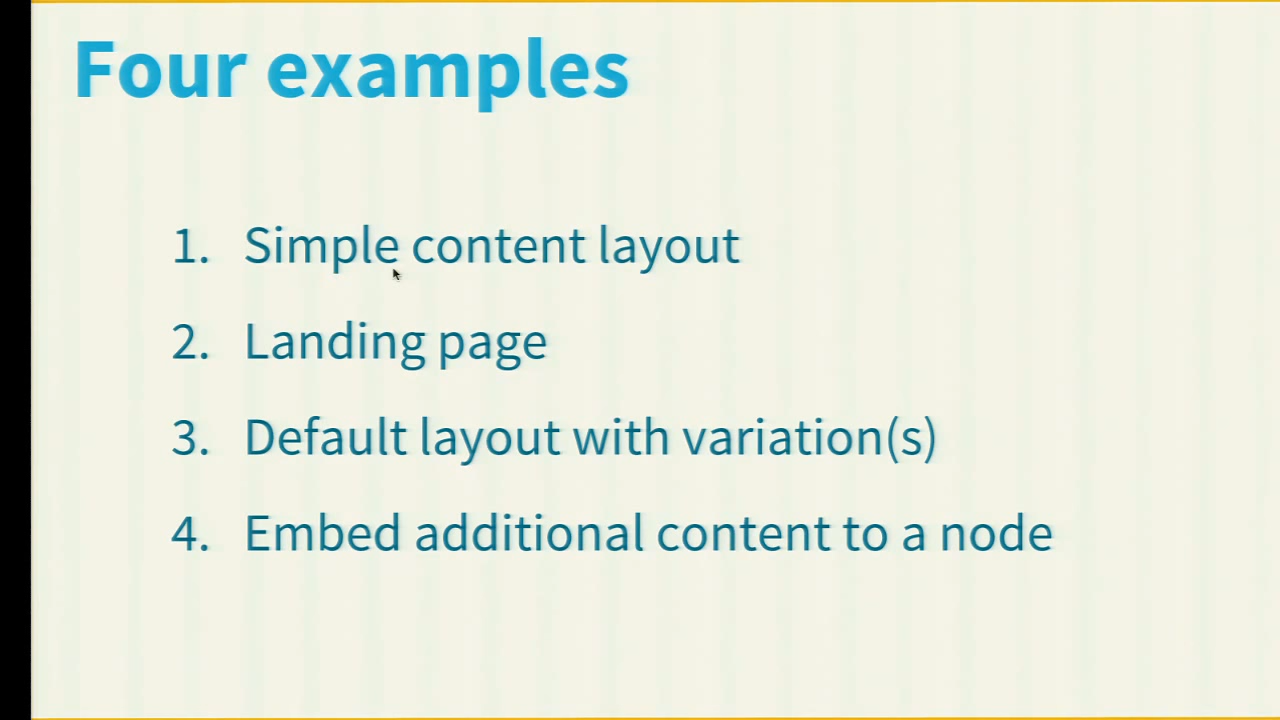 Four examples
1. Simple content layout
2. Landing page
3. Default layout with variation(s)
4. Embed additional content to a node